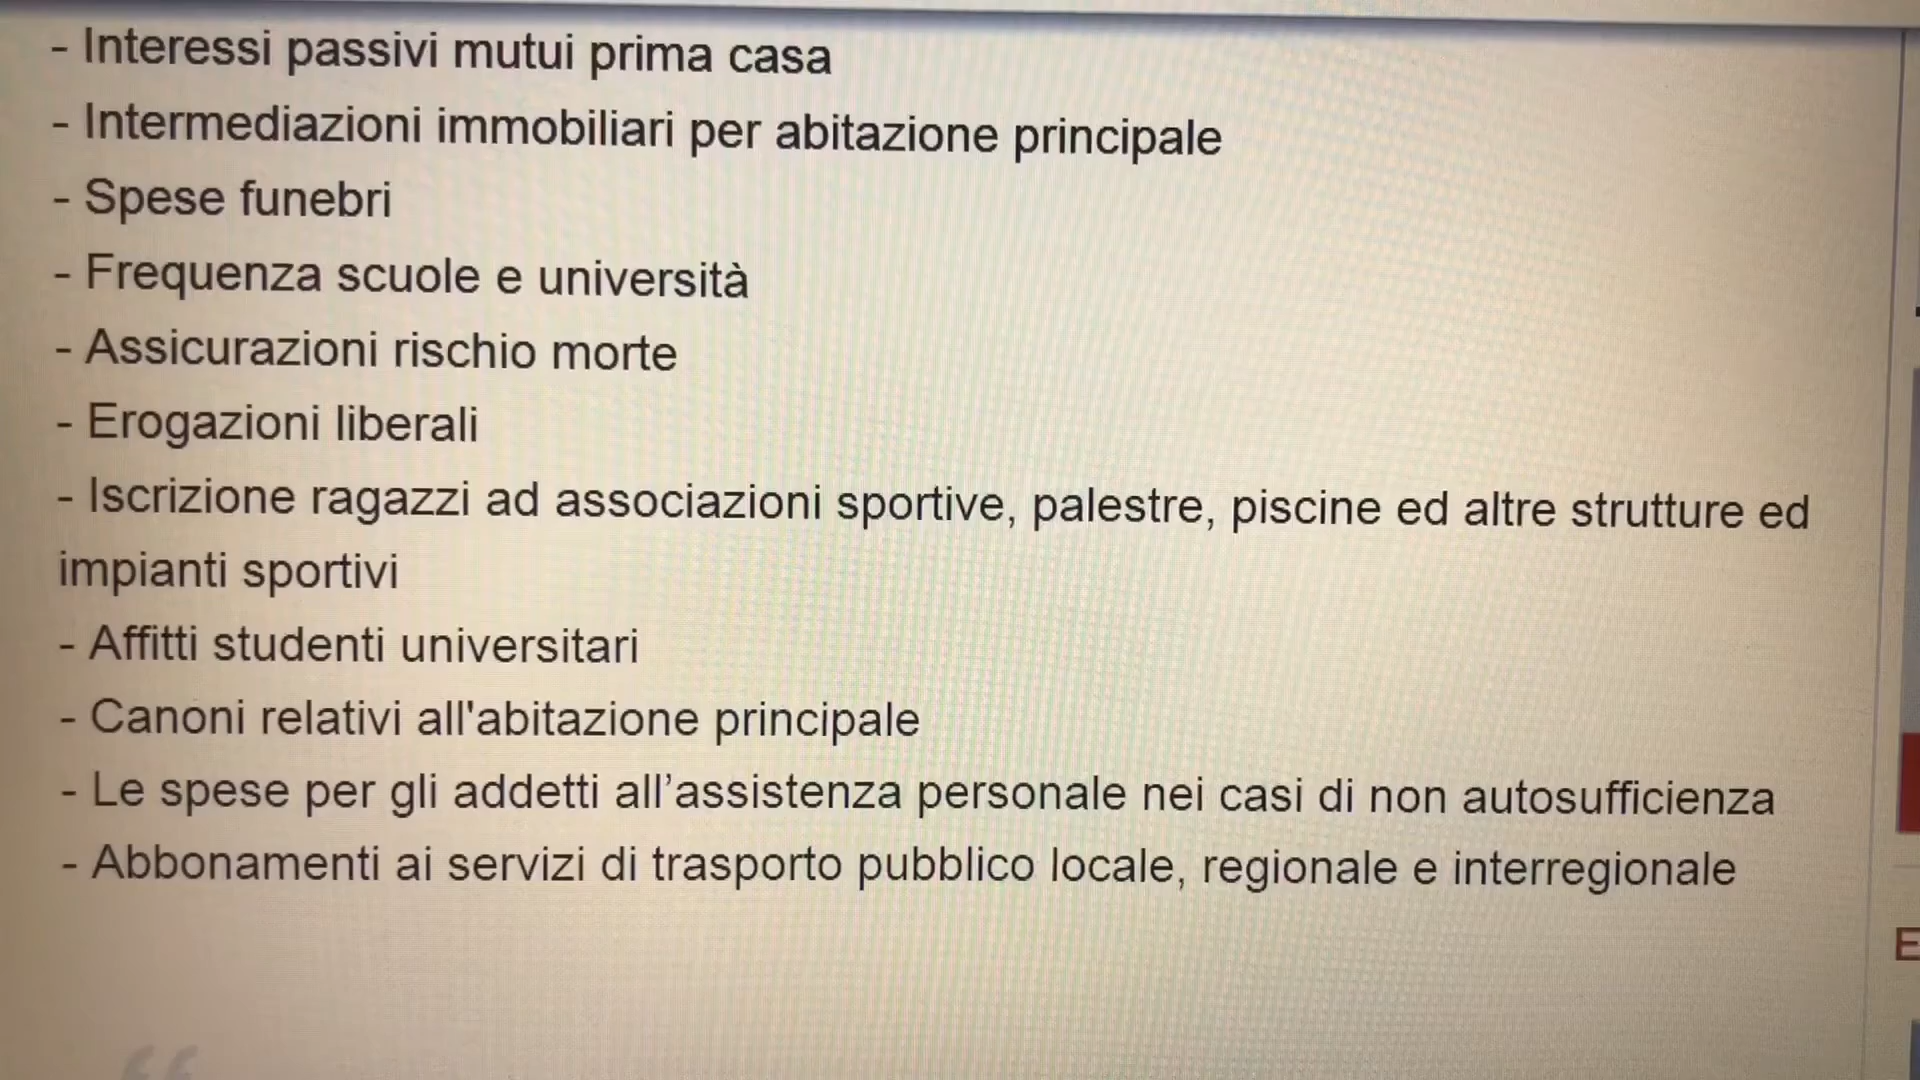 - Interessi passivi mutui prima casa
- Intermediazioni immobiliari per abitazione principale
- Spese funebri
- Frequenza scuole e università
- Assicurazioni rischio morte
- Erogazioni liberali
- Iscrizione ragazzi ad associazioni sportive, palestre, piscine ed altre strutture ed
impianti sportivi
- Affitti studenti universitari
- Canoni relativi all'abitazione principale
- Le spese per gli addetti all’assistenza personale nei casi di non autosufficienza
- Abbonamenti ai servizi di trasporto pubblico locale, regionale e interregionale
E